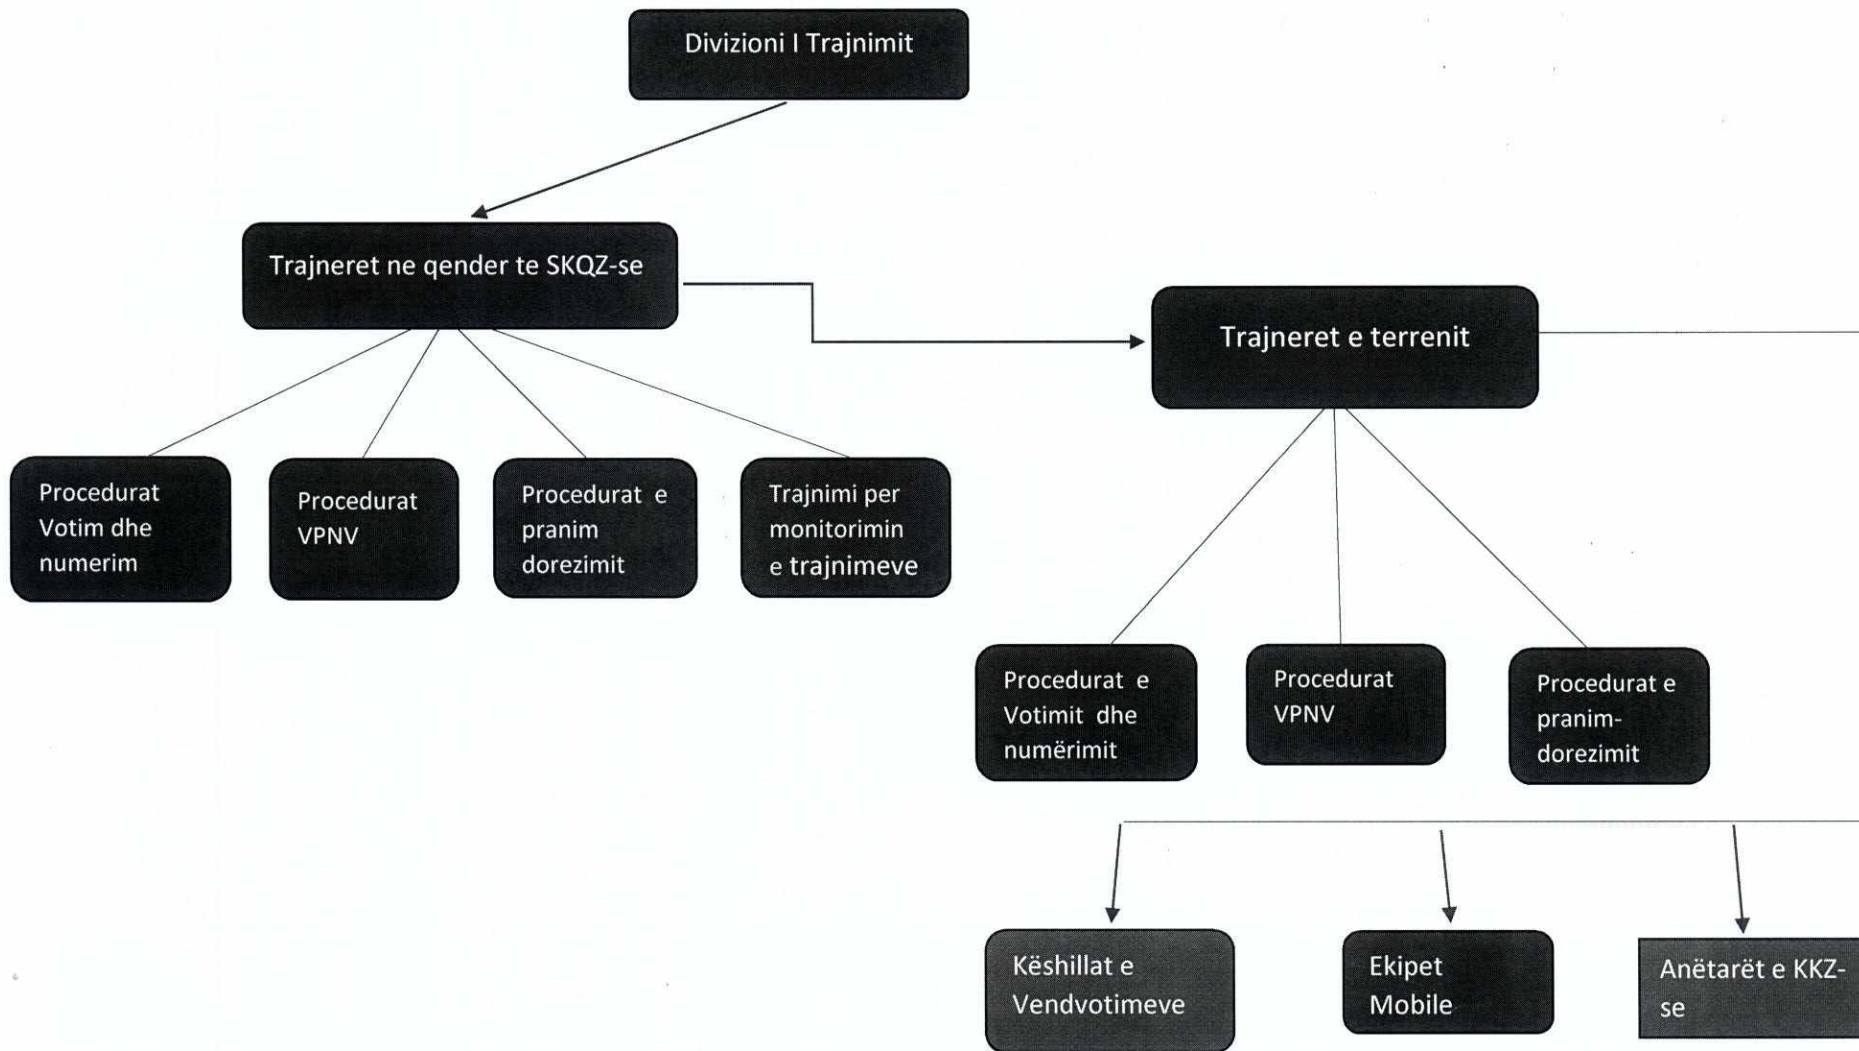 Divizioni I Trajnimit
Trajneret ne qender te SKQZ-se
Trajneret e terrenit
Procedurat
Votim dhe
numerim
Procedurat
VPNV
Procedurat e
pranim
dorezimit
Trajnimi per
monitorimin
e trajnimeve
Procedurat e
Votimit dhe
numërimit
Procedurat
VPNV
Procedurat e
pranim-
dorezimit
Këshillat e
Vendvotimeve
Ekipet
Mobile
Anëtarët e KKZ-
se